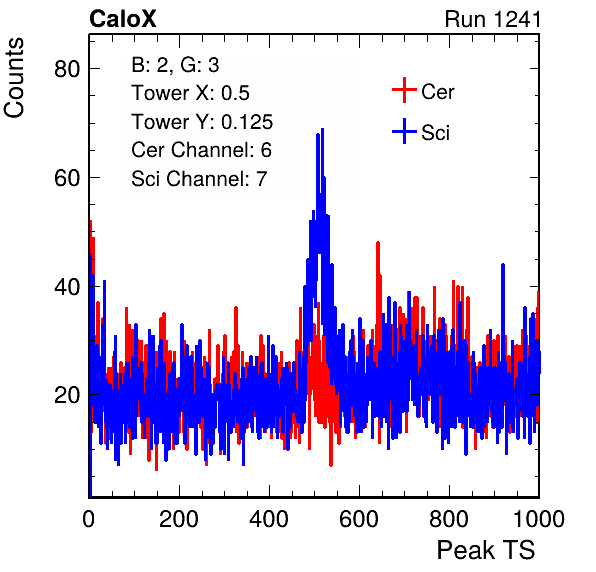 CaloX Run 1241
Counts
80
60
40
20
B: 2, G: 3
Tower X: 0.5
Tower Y: 0.125
Cer Channel: 6
Sci Channel: 7
Cer
Sci
0 200 400 600 800 1000
Peak TS